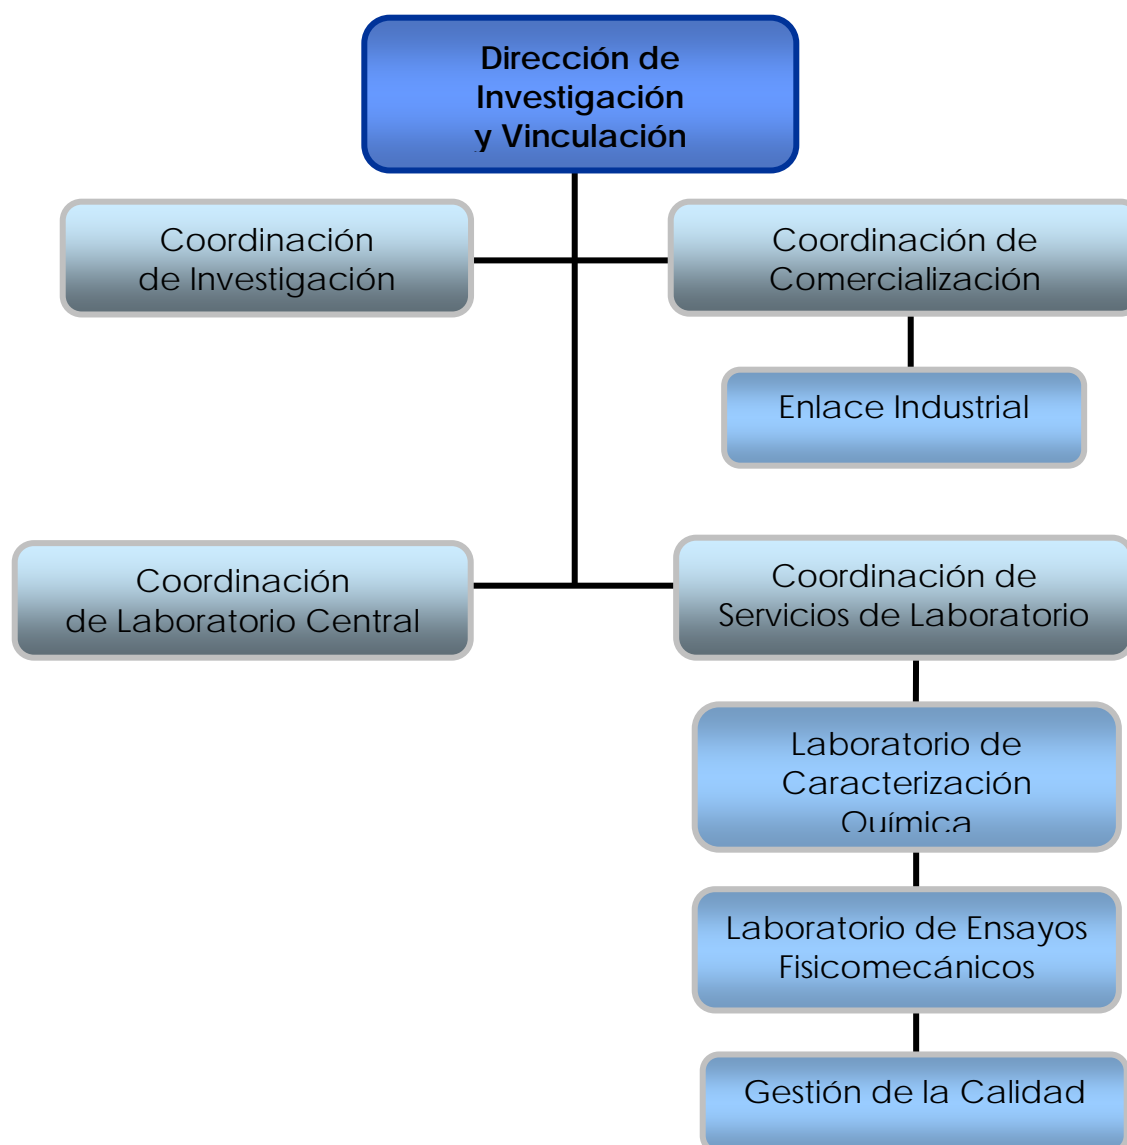 Dirección de
Investigación
y Vinculación
Coordinación
de Investigación
Coordinación de
Comercialización
Enlace Industrial
Coordinación
de Laboratorio Central
Coordinación de
Servicios de Laboratorio
Laboratorio de
Caracterización
Química
Laboratorio de Ensayos
Fisicomecánicos
Gestión de la Calidad